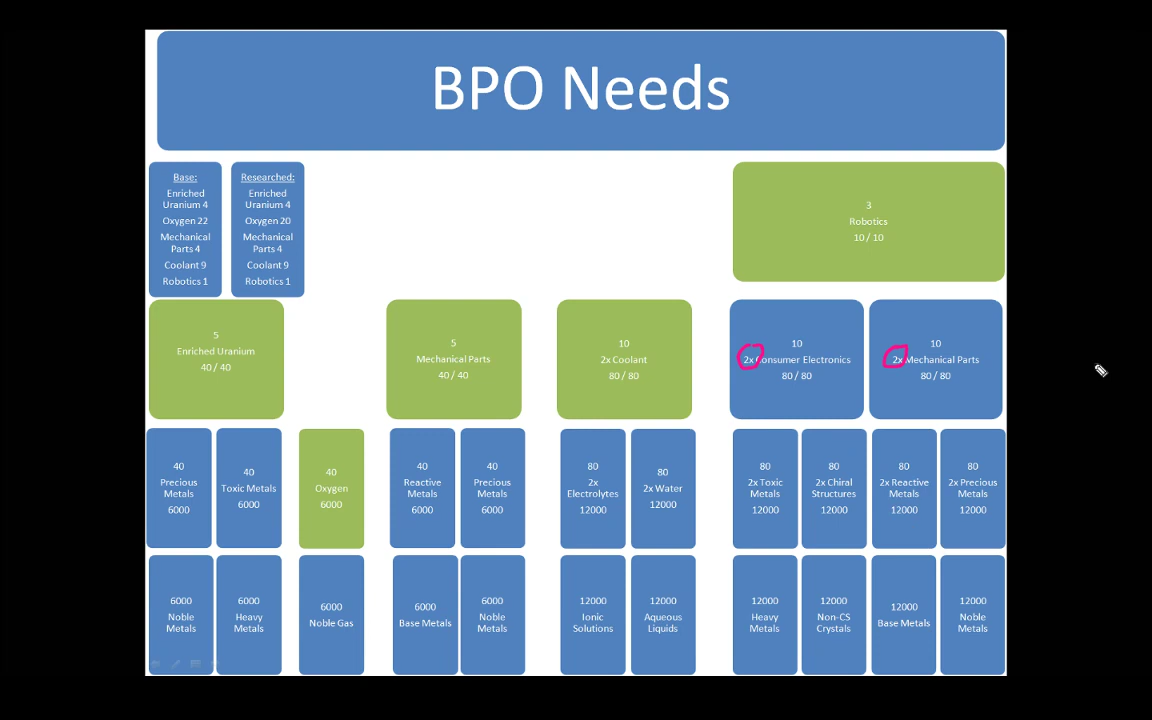 BPO Needs
Base:
Enriched
Uranium 4
Oxygen 22
Mechanical
Parts 4
Coolant 9
Robotics 1
Researched:
Enriched
Uranium 4
Oxygen 20
Mechanical
Parts 4
Coolant 9
Robotics 1
3
Robotics
10 / 10
5
Enriched Uranium
40 / 40
5
Mechanical Parts
40 / 40
10
2x Coolant
80 / 80
10
2x Consumer Electronics
80 / 80
10
2x Mechanical Parts
80 / 80
40
Precious
Metals
6000
40
Toxic Metals
6000
40
Oxygen
6000
40
Reactive
Metals
6000
40
Precious
Metals
6000
80
2x
Electrolytes
12000
80
2x Water
12000
80
2x Toxic
Metals
12000
80
2x Chiral
Structures
12000
80
2x Reactive
Metals
12000
80
2x Precious
Metals
12000
6000
Noble
Metals
6000
Heavy
Metals
6000
Noble Gas
6000
Base Metals
6000
Noble
Metals
12000
Ionic
Solutions
12000
Aqueous
Liquids
12000
Heavy
Metals
12000
Non-CS
Crystals
12000
Base Metals
12000
Noble
Metals